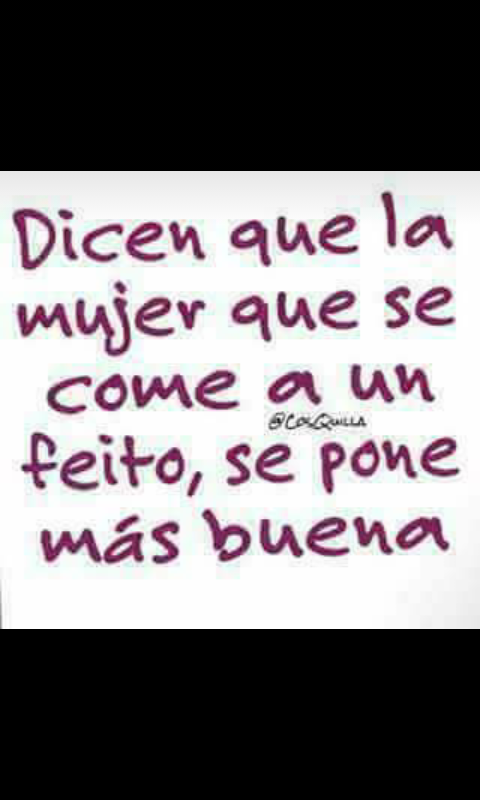 Dicen que la
mujer que se
come a un
@CosQuilla
feito, se pone
más buena